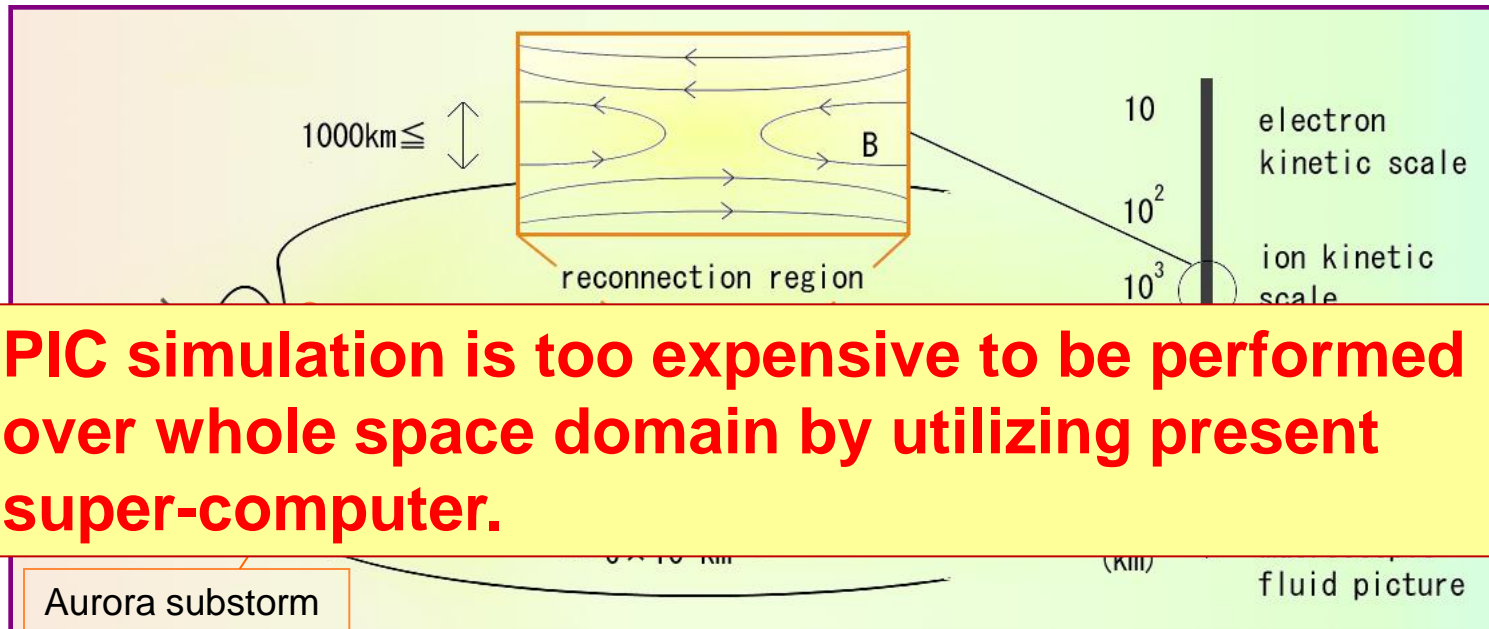 1000km≦
B
10
electron
kinetic scale
10²
reconnection region
10³
ion kinetic
scale
PIC simulation is too expensive to be performed
over whole space domain by utilizing present
super-computer.
(km)
fluid picture
Aurora substorm